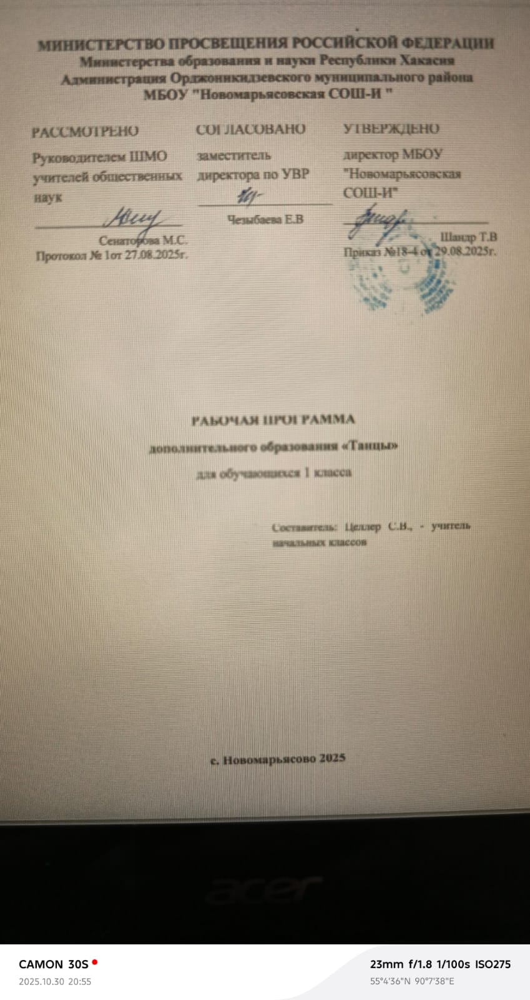 МИНИСТЕРСТВО ПРОСВЕЩЕНИЯ РОССИЙСКОЙ ФЕДЕРАЦИИ
Министерства образования и науки Республики Хакасия
Администрация Орджоникидзевского муниципального района
МБОУ "Новомарьясовская СОШ-И "
РАССМОТРЕНО
Руководителем ШМО
учителей общественных
наук
Сенаторова М.С.
Протокол № 1от 27.08.2025г.
СОГЛАСОВАНО
заместитель
директора по УВР
Чезыбаева Е.В
УТВЕРЖДЕНО
директор МБОУ
"Новомарьясовская
СОШ-И"
Шандр Т.В
Приказ №18-4 от 29.08.2025г.
РАБОЧАЯ ПРОГРАММА
дополнительного образования «Танцы»
для обучающихся 1 класса
Составитель: Целлер С.В., - учитель
начальных классов
с. Новомарьясово 2025
acer
CAMON 30S
2025.10.30 20:55
23mm f/1.8 1/100s ISO275
55°4'36"N 90°7'38"E